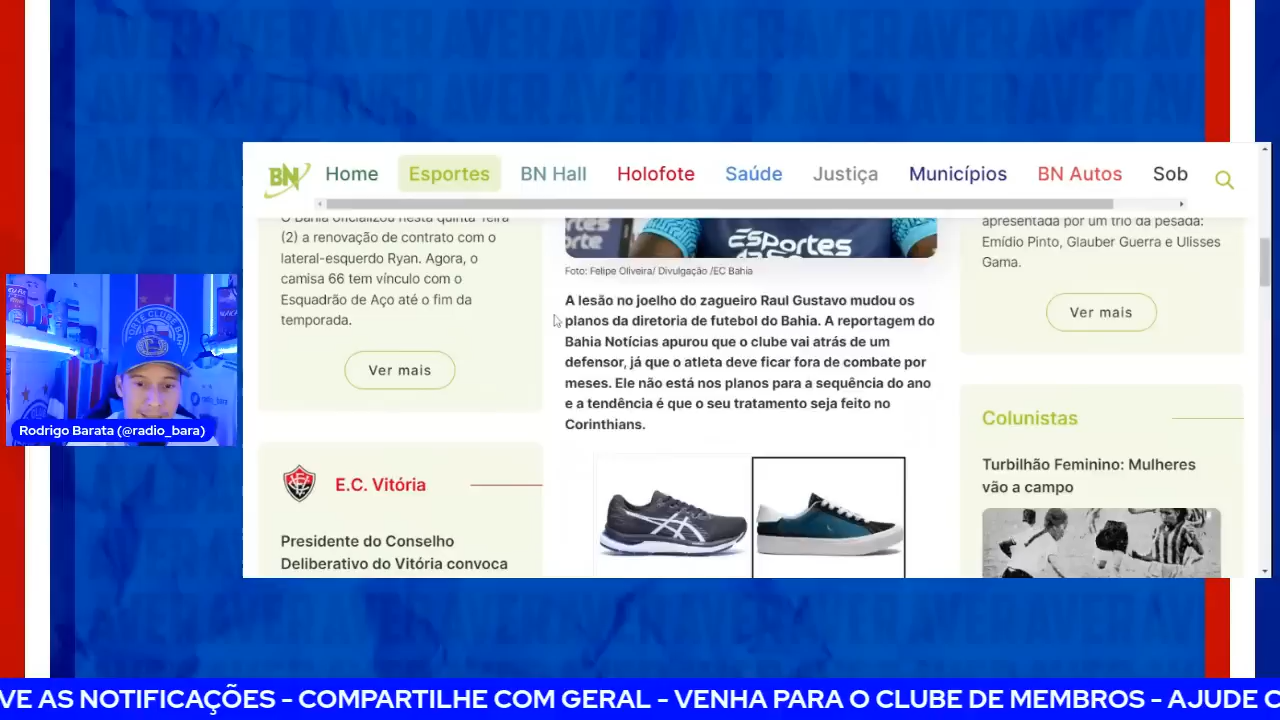 BN
Home
Esportes
BN Hall
Holofote
Saúde
Justiça
Municípios
BN Autos
Sob
O Bahia oficializou nesta quinta-feira
(2) a renovação de contrato com o
lateral-esquerdo Ryan. Agora, o
camisa 66 tem vínculo com o
Esquadrão de Aço até o fim da
temporada.
Ver mais
E.C. Vitória
Presidente do Conselho
Deliberativo do Vitória convoca
esportes
Foto: Felipe Oliveira/ Divulgação /EC Bahia
A lesão no joelho do zagueiro Raul Gustavo mudou os
planos da diretoria de futebol do Bahia. A reportagem do
Bahia Notícias apurou que o clube vai atrás de um
defensor, já que o atleta deve ficar fora de combate por
meses. Ele não está nos planos para a sequência do ano
e a tendência é que o seu tratamento seja feito no
Corinthians.
apresentada por um trio da pesada:
Emídio Pinto, Glauber Guerra e Ulisses
Gama.
Ver mais
Colunistas
Turbilhão Feminino: Mulheres
vão a campo
Rodrigo Barata (@radio_bara)
VE AS NOTIFICAÇÕES - COMPARTILHE COM GERAL - VENHA PARA O CLUBE DE MEMBROS - AJUDE